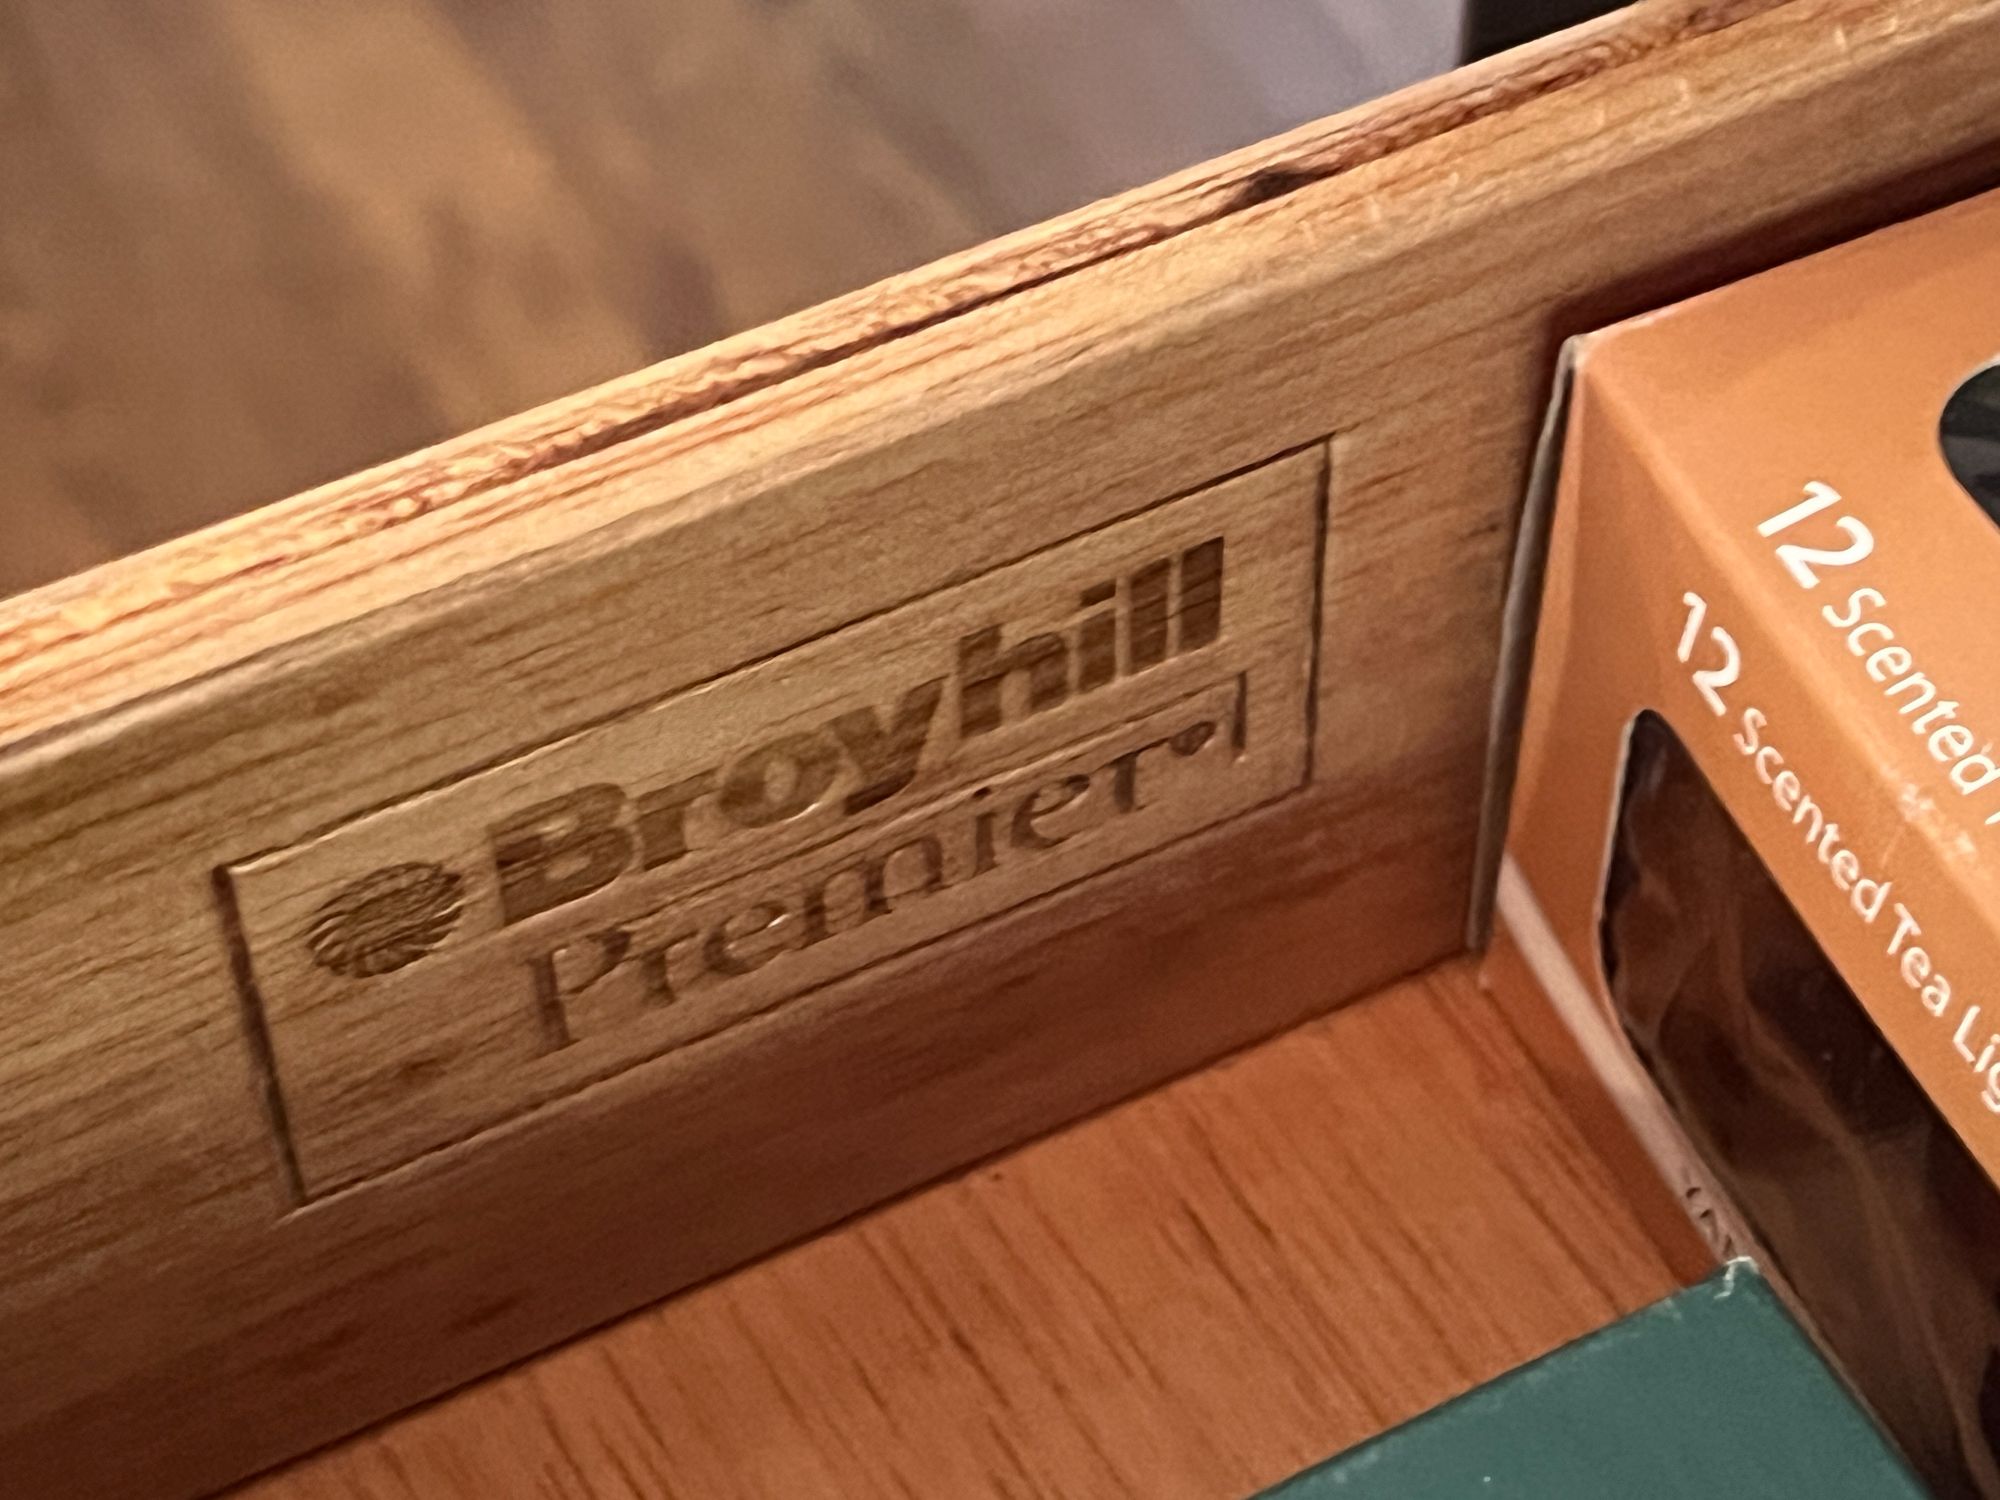 Broyhill
Premier
12 Scented
12 Scented Tea